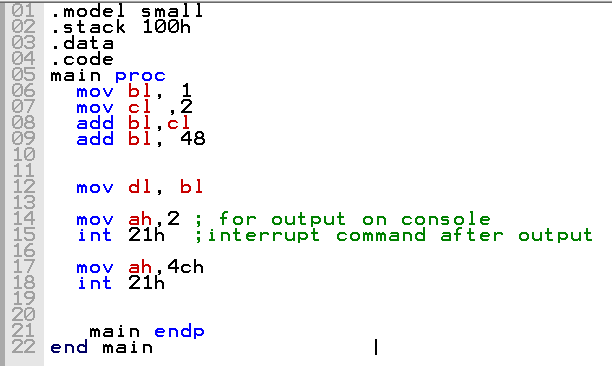 01 .model small
02 .stack 100h
03 .data
04 .code
05 main proc
06 mov bl, 1
07 mov cl ,2
08 add bl,cl
09 add bl, 48
10
11
12 mov dl, bl
13
14 mov ah,2 ; for output on console
15 int 21h ;interrupt command after output
16
17 mov ah,4ch
18 int 21h
19
20
21 main endp
22 end main